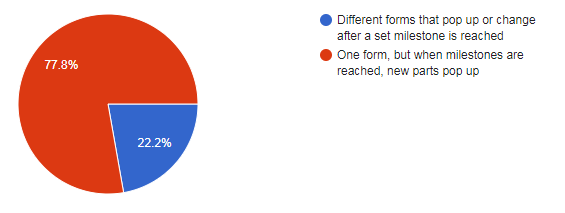 Different forms that pop up or change
after a set milestone is reached
One form, but when milestones are
reached, new parts pop up
77.8%
22.2%